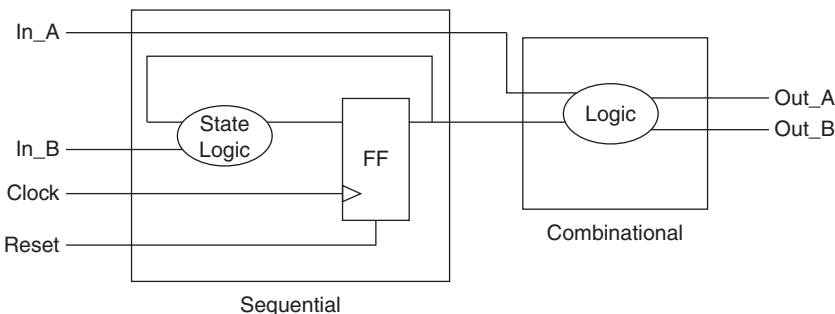 In_A
State
Logic
Logic
Out_A
Out_B
In_B
FF
Clock
Reset
Combinational
Sequential